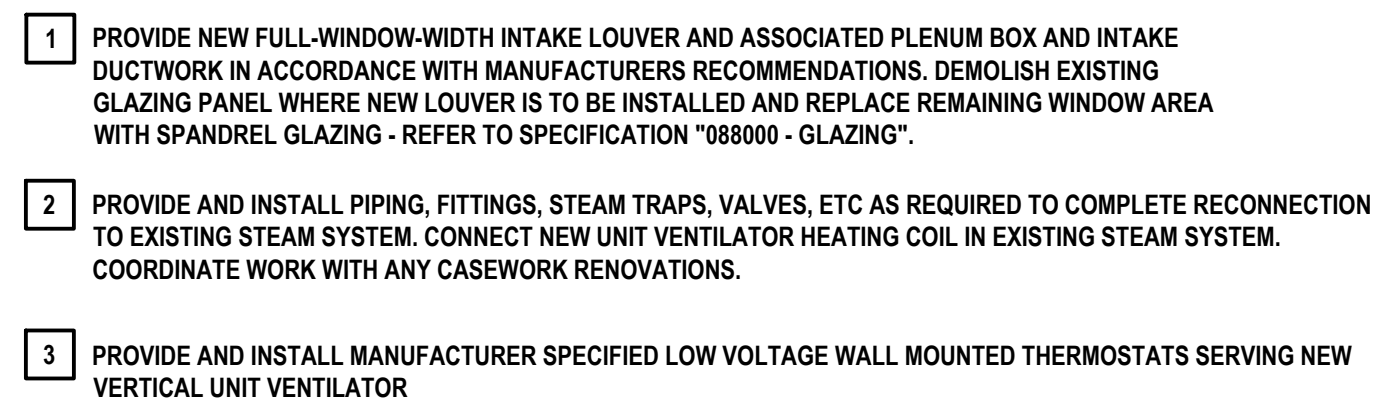 1 PROVIDE NEW FULL-WINDOW-WIDTH INTAKE LOUVER AND ASSOCIATED PLENUM BOX AND INTAKE
DUCTWORK IN ACCORDANCE WITH MANUFACTURERS RECOMMENDATIONS. DEMOLISH EXISTING
GLAZING PANEL WHERE NEW LOUVER IS TO BE INSTALLED AND REPLACE REMAINING WINDOW AREA
WITH SPANDREL GLAZING - REFER TO SPECIFICATION "088000 - GLAZING".
2 PROVIDE AND INSTALL PIPING, FITTINGS, STEAM TRAPS, VALVES, ETC AS REQUIRED TO COMPLETE RECONNECTION
TO EXISTING STEAM SYSTEM. CONNECT NEW UNIT VENTILATOR HEATING COIL IN EXISTING STEAM SYSTEM.
COORDINATE WORK WITH ANY CASEWORK RENOVATIONS.
3 PROVIDE AND INSTALL MANUFACTURER SPECIFIED LOW VOLTAGE WALL MOUNTED THERMOSTATS SERVING NEW
VERTICAL UNIT VENTILATOR